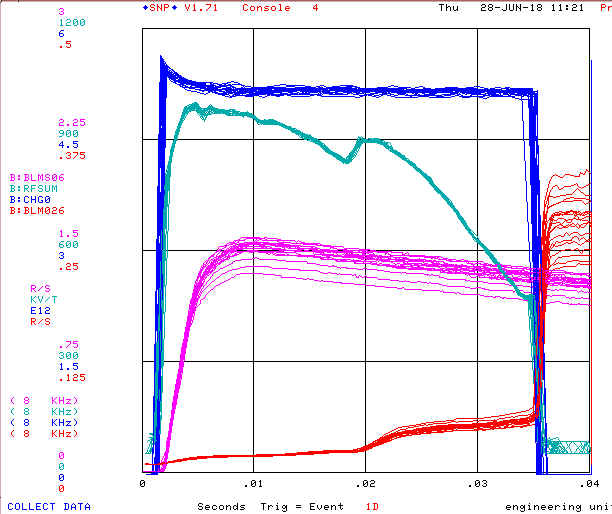 ◆SNP◆ V1.71 Console 4 Thu 28-JUN-18 11:21 Pr
3
1200
6
.5
2.25
900
4.5
.375
B:BLMS06
B:RFSUM
B:CHG0
B:BLM026
1.5
600
3
.25
R/S
KV/T
E12
R/S
.75
300
1.5
.125
( 8 KHz)
( 8 KHz)
( 8 KHz)
( 8 KHz)
0
0
0
0
0 .01 .02 .03 .04
COLLECT DATA Seconds Trig = Event 1D engineering uni